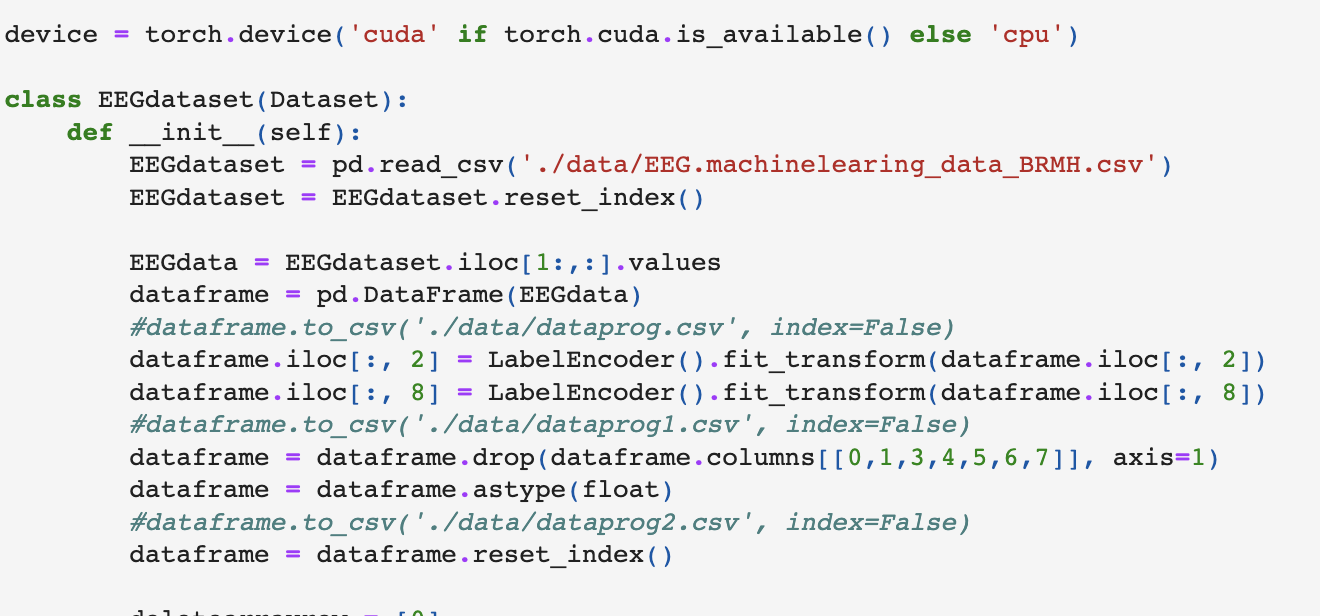 device = torch.device('cuda' if torch.cuda.is_available() else 'cpu')
class EEGdataset(Dataset):
def __init__(self):
EEGdataset = pd.read_csv('./data/EEG.machinelearing_data_BRMH.csv')
EEGdataset = EEGdataset.reset_index()
EEGdata = EEGdataset.iloc[1:,:].values
dataframe = pd.DataFrame(EEGdata)
#dataframe.to_csv('./data/dataprog.csv', index=False)
dataframe.iloc[:, 2] = LabelEncoder().fit_transform(dataframe.iloc[:, 2])
dataframe.iloc[:, 8] = LabelEncoder().fit_transform(dataframe.iloc[:, 8])
#dataframe.to_csv('./data/dataprog1.csv', index=False)
dataframe = dataframe.drop(dataframe.columns[[0,1,3,4,5,6,7]], axis=1)
dataframe = dataframe.astype(float)
#dataframe.to_csv('./data/dataprog2.csv', index=False)
dataframe = dataframe.reset_index()